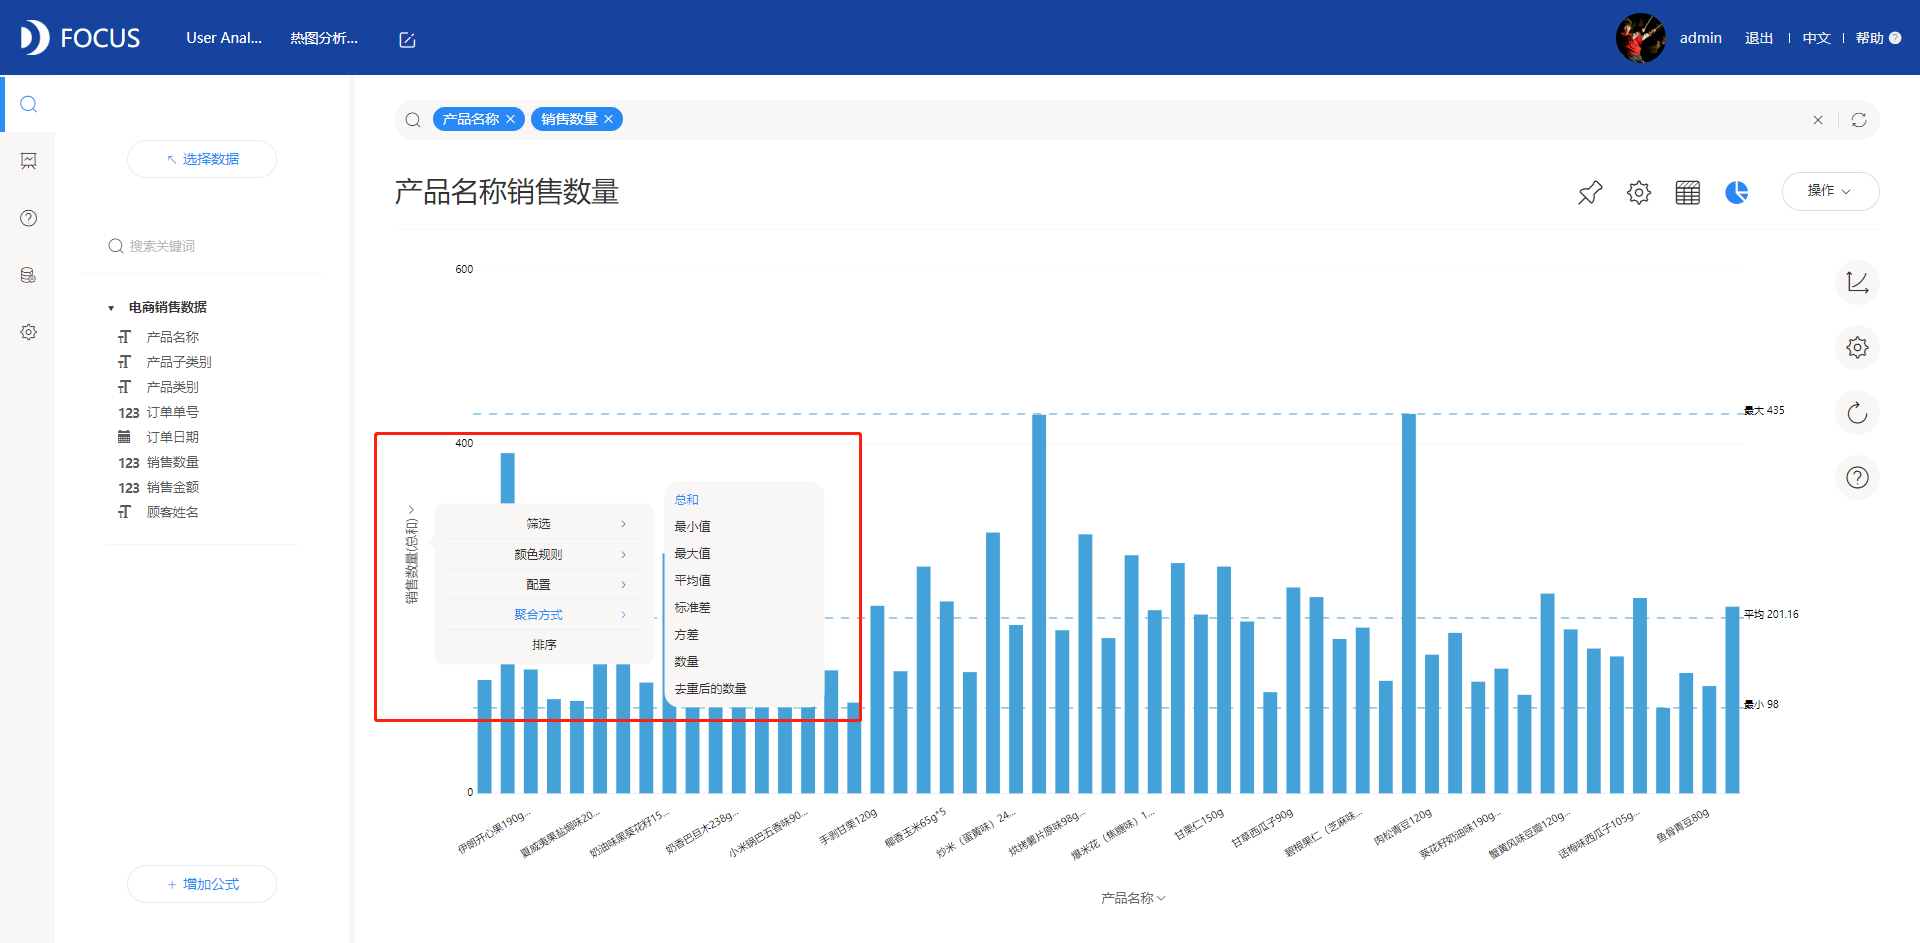 FOCUS
User Anal...
热图分析...
admin
退出
中文
帮助
选择数据
搜索关键词
电商销售数据
产品名称
产品子类别
产品类别
123 订单单号
订单日期
123 销售数量
123 销售金额
顾客姓名
+ 增加公式
产品名称 ×
销售数量 ×
产品名称销售数量
操作
600
400
0
最大 435
平均 201.16
最小 98
销售数量(总和)
筛选
颜色规则
配置
聚合方式
排序
总和
最小值
最大值
平均值
标准差
方差
数量
去重后的数量
伊朗开心果190g...
夏威夷果盐焗味20...
奶油味黑葵花籽15...
奶香巴旦木238g...
小米锅巴五香味90...
手剥甘栗120g
椰香玉米65g*5
炒米（蛋黄味）24...
烘烤薯片原味98g...
爆米花（焦糖味）1...
甘栗仁150g
甘草西瓜子90g
碧根果仁（芝麻味...
肉松青豆120g
葵花籽奶油味190g...
蟹黄风味豆瓣120g...
话梅味西瓜子105g...
鱼骨青豆80g
产品名称